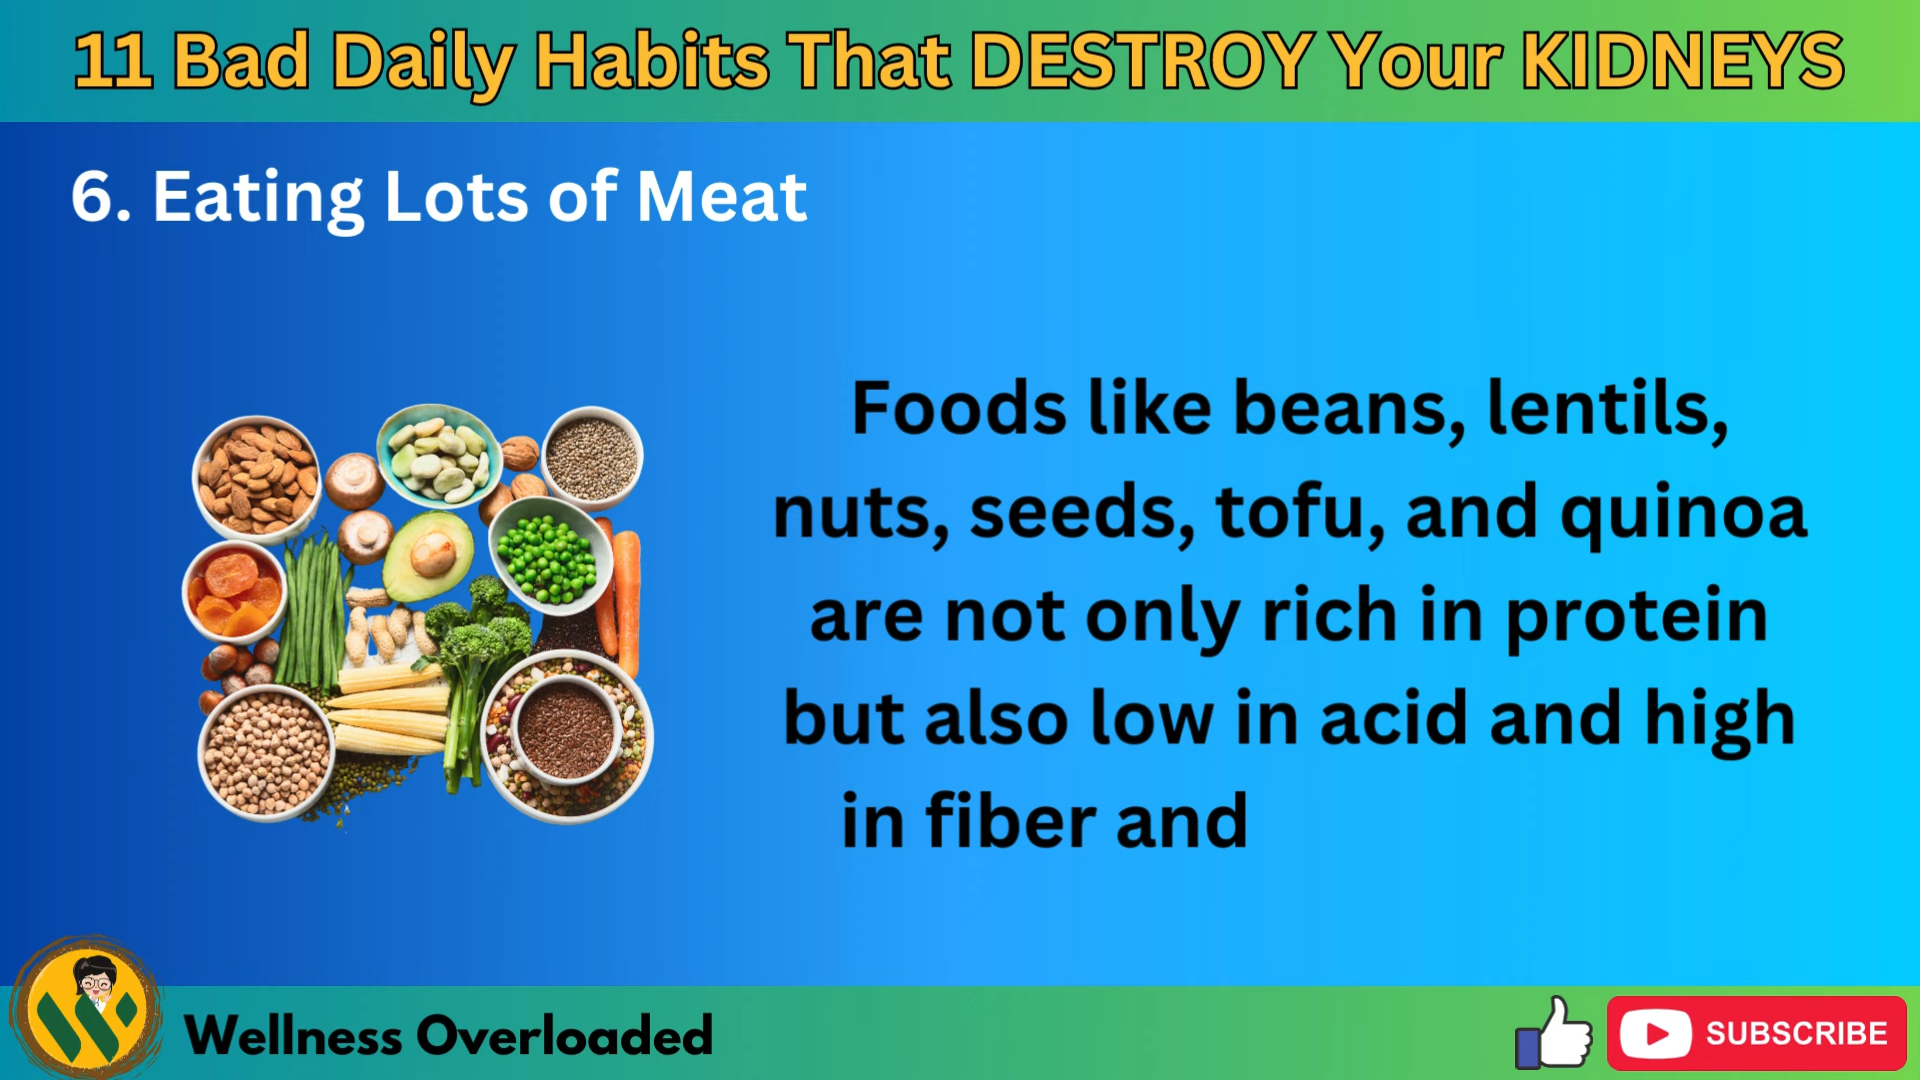 11 Bad Daily Habits That DESTROY Your KIDNEYS
6. Eating Lots of Meat
Foods like beans, lentils,
nuts, seeds, tofu, and quinoa
are not only rich in protein
but also low in acid and high
in fiber and
Wellness Overloaded
SUBSCRIBE